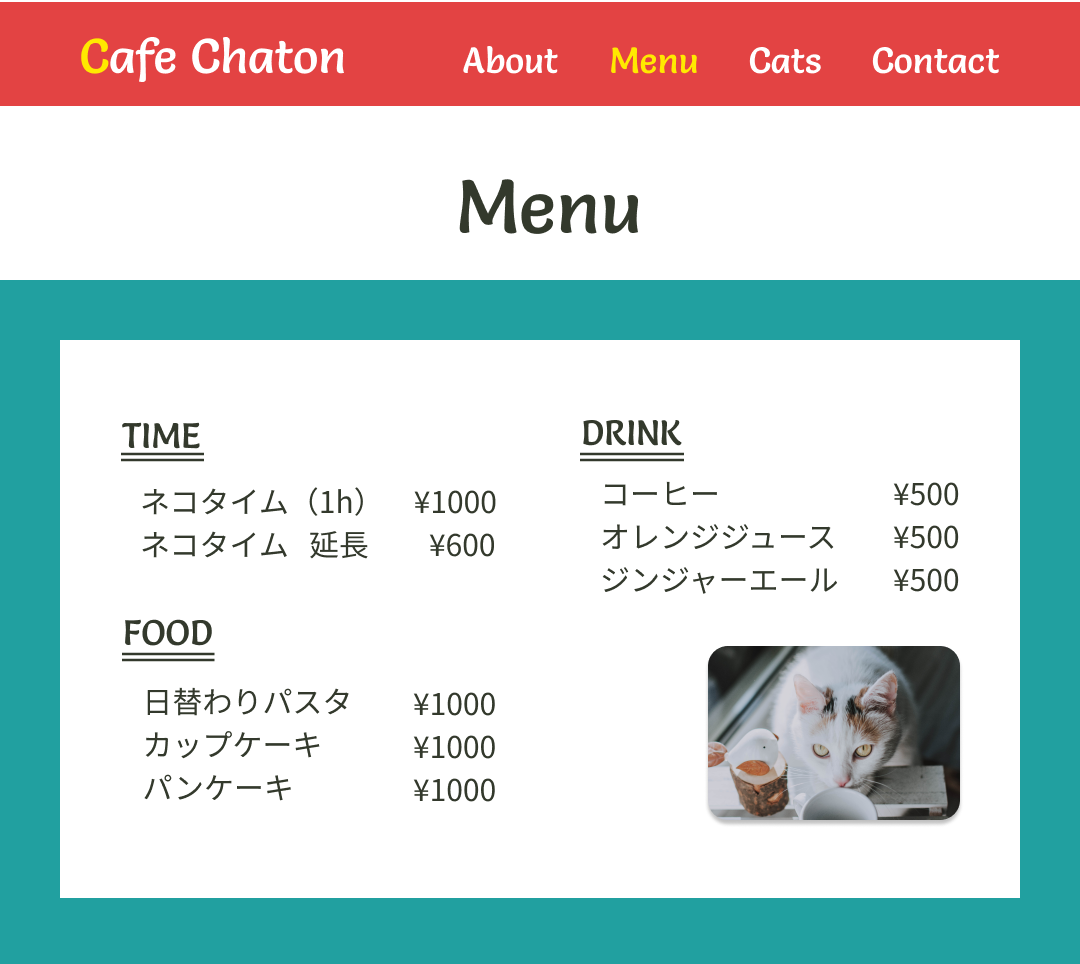 Cafe Chaton
About Menu Cats Contact
Menu
TIME
ネコタイム（1h） ¥1000
ネコタイム 延長 ¥600
FOOD
日替わりパスタ ¥1000
カップケーキ ¥1000
パンケーキ ¥1000
DRINK
コーヒー ¥500
オレンジジュース ¥500
ジンジャーエール ¥500